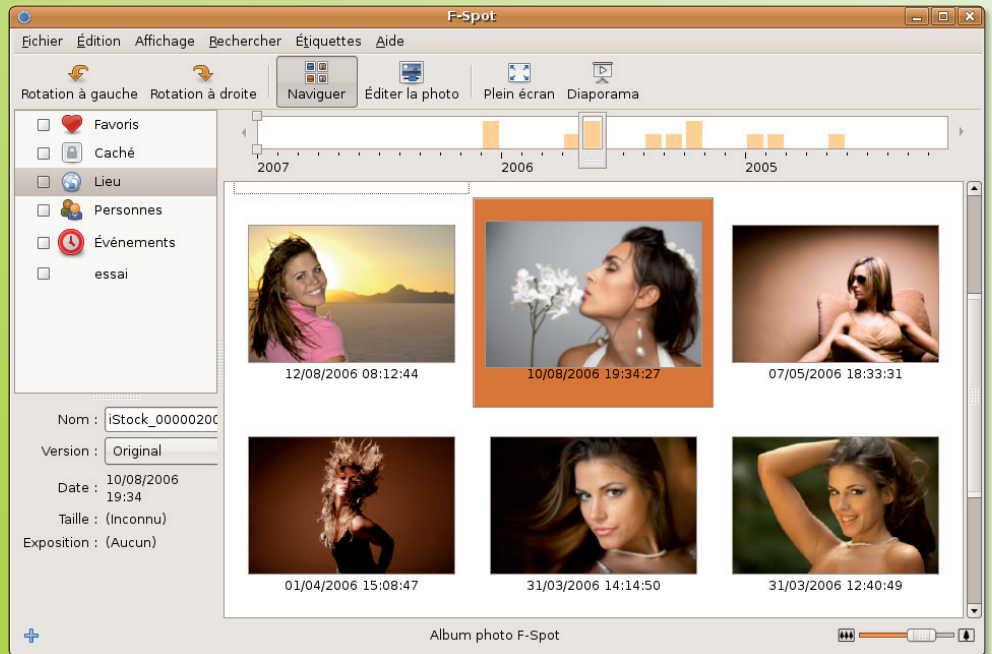 F-Spot
Fichier Édition Affichage Rechercher Étiquettes Aide
Rotation à gauche Rotation à droite Naviguer Éditer la photo Plein écran Diaporama
Favoris
Caché
Lieu
Personnes
Événements
essai
2007 2006 2005
12/08/2006 08:12:44
10/08/2006 19:34:27
07/05/2006 18:33:31
01/04/2006 15:08:47
31/03/2006 14:14:50
31/03/2006 12:40:49
Nom : iStock_00000200
Version : Original
Date : 10/08/2006
19:34
Taille : (Inconnu)
Exposition : (Aucun)
Album photo F-Spot